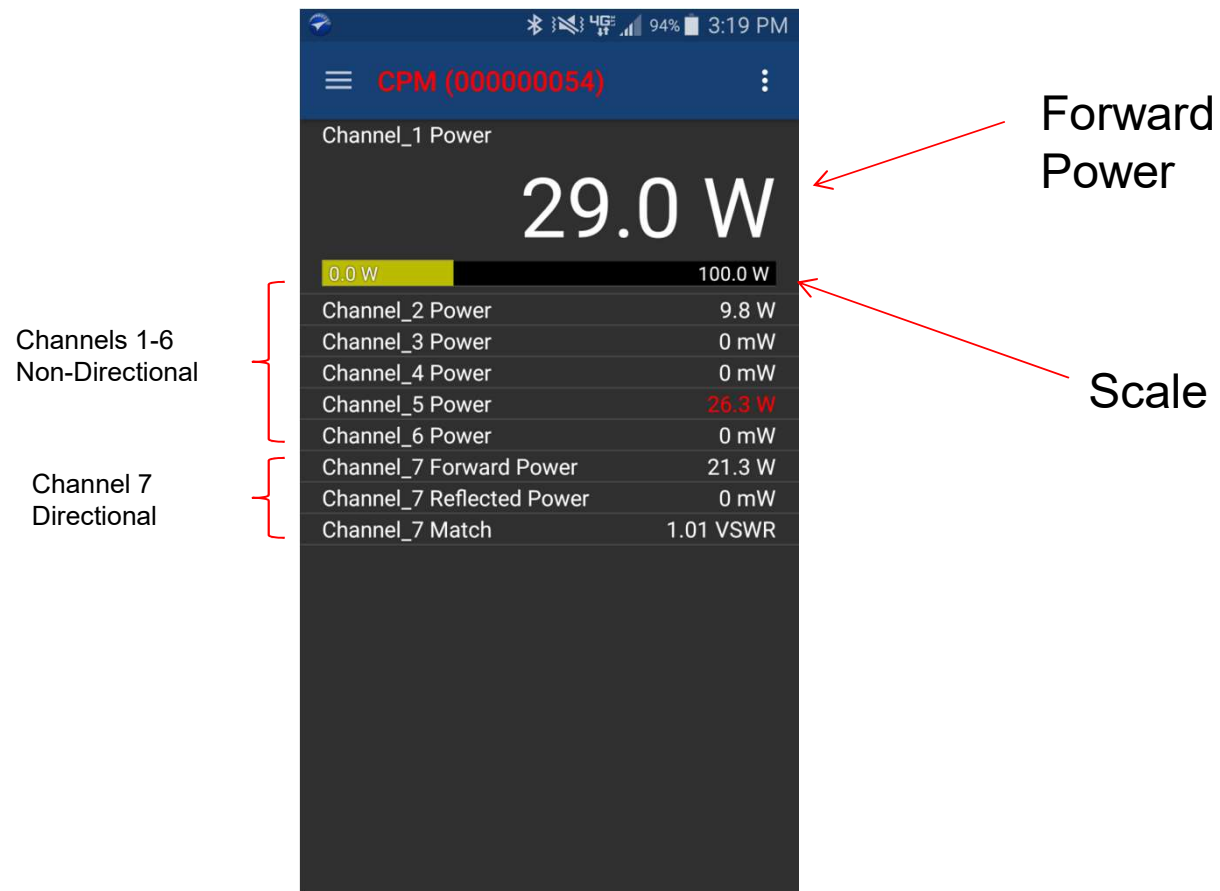 4G 94% 3:19 PM
CPM (000000054)
Channel_1 Power
29.0 W
0.0 W 100.0 W
Channel_2 Power 9.8 W
Channel_3 Power 0 mW
Channel_4 Power 0 mW
Channel_5 Power 26.3 W
Channel_6 Power 0 mW
Channel_7 Forward Power 21.3 W
Channel_7 Reflected Power 0 mW
Channel_7 Match 1.01 VSWR
Channels 1-6
Non-Directional
Channel 7
Directional
Forward
Power
Scale